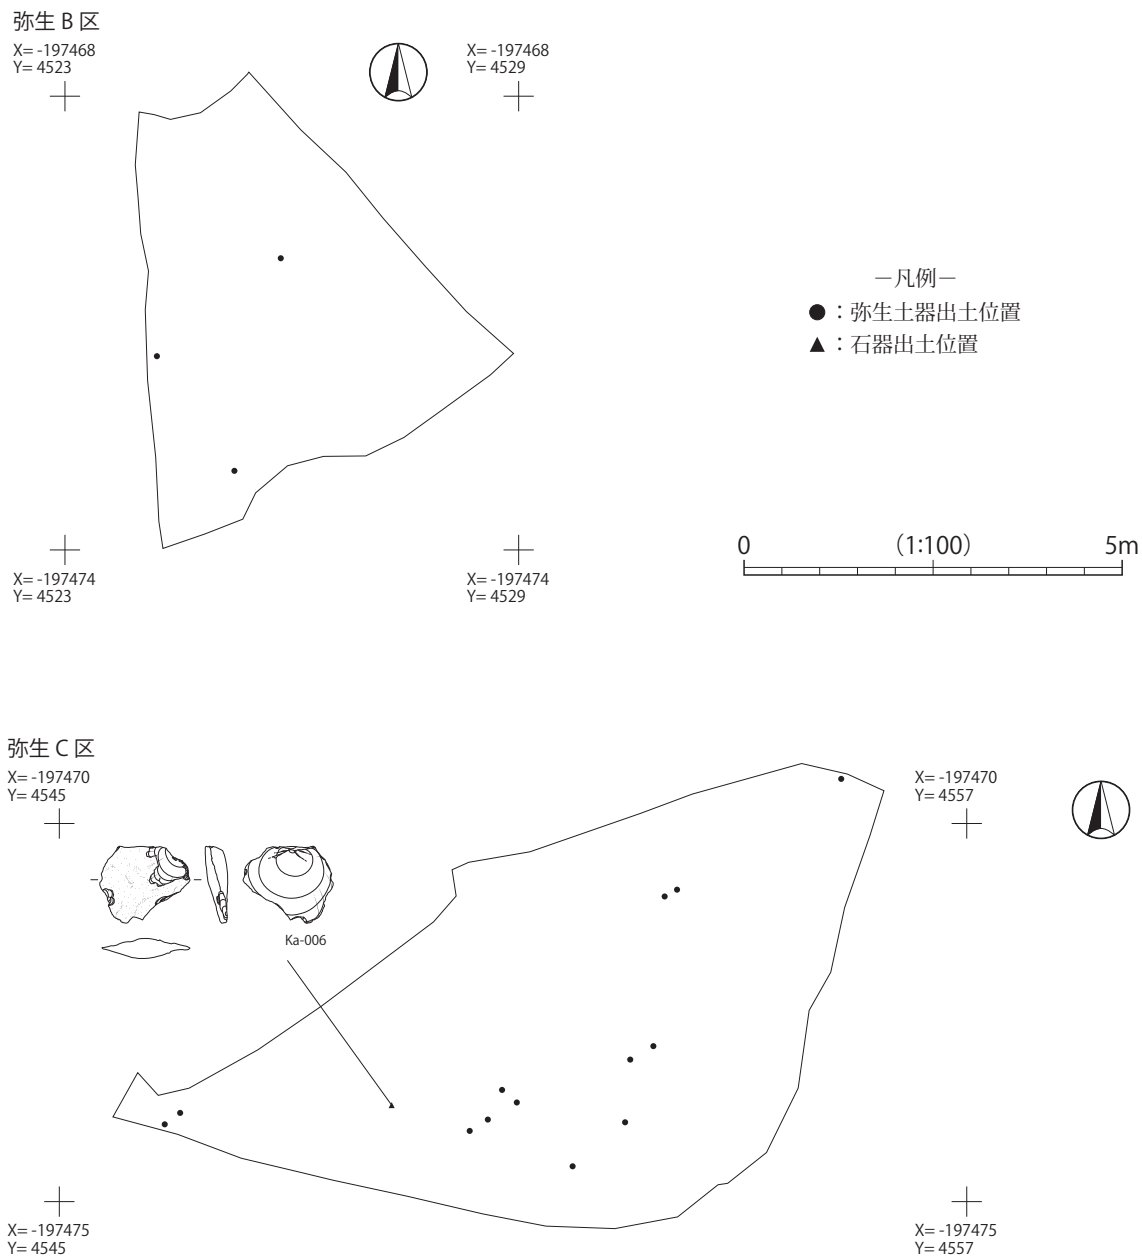 弥生 B 区
X= -197468
Y= 4523
X= -197468
Y= 4529
―凡例―
●：弥生土器出土位置
▲：石器出土位置
X= -197474
Y= 4523
X= -197474
Y= 4529
0 (1:100) 5m
弥生 C 区
X= -197470
Y= 4545
X= -197470
Y= 4557
Ka-006
X= -197475
Y= 4545
X= -197475
Y= 4557